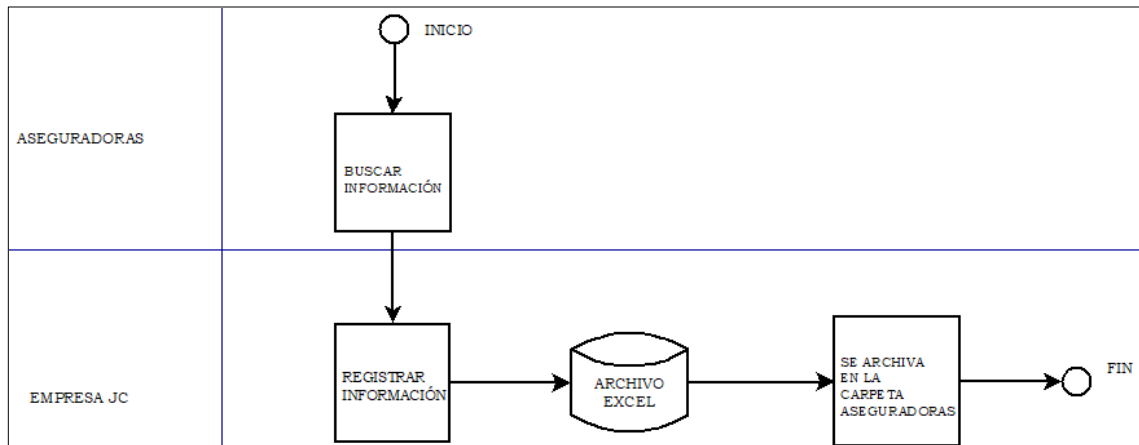 INICIO
ASEGURADORAS
BUSCAR
INFORMACIÓN
EMPRESA JC
REGISTRAR
INFORMACIÓN
ARCHIVO
EXCEL
SE ARCHIVA
EN LA
CARPETA
ASEGURADORAS
FIN